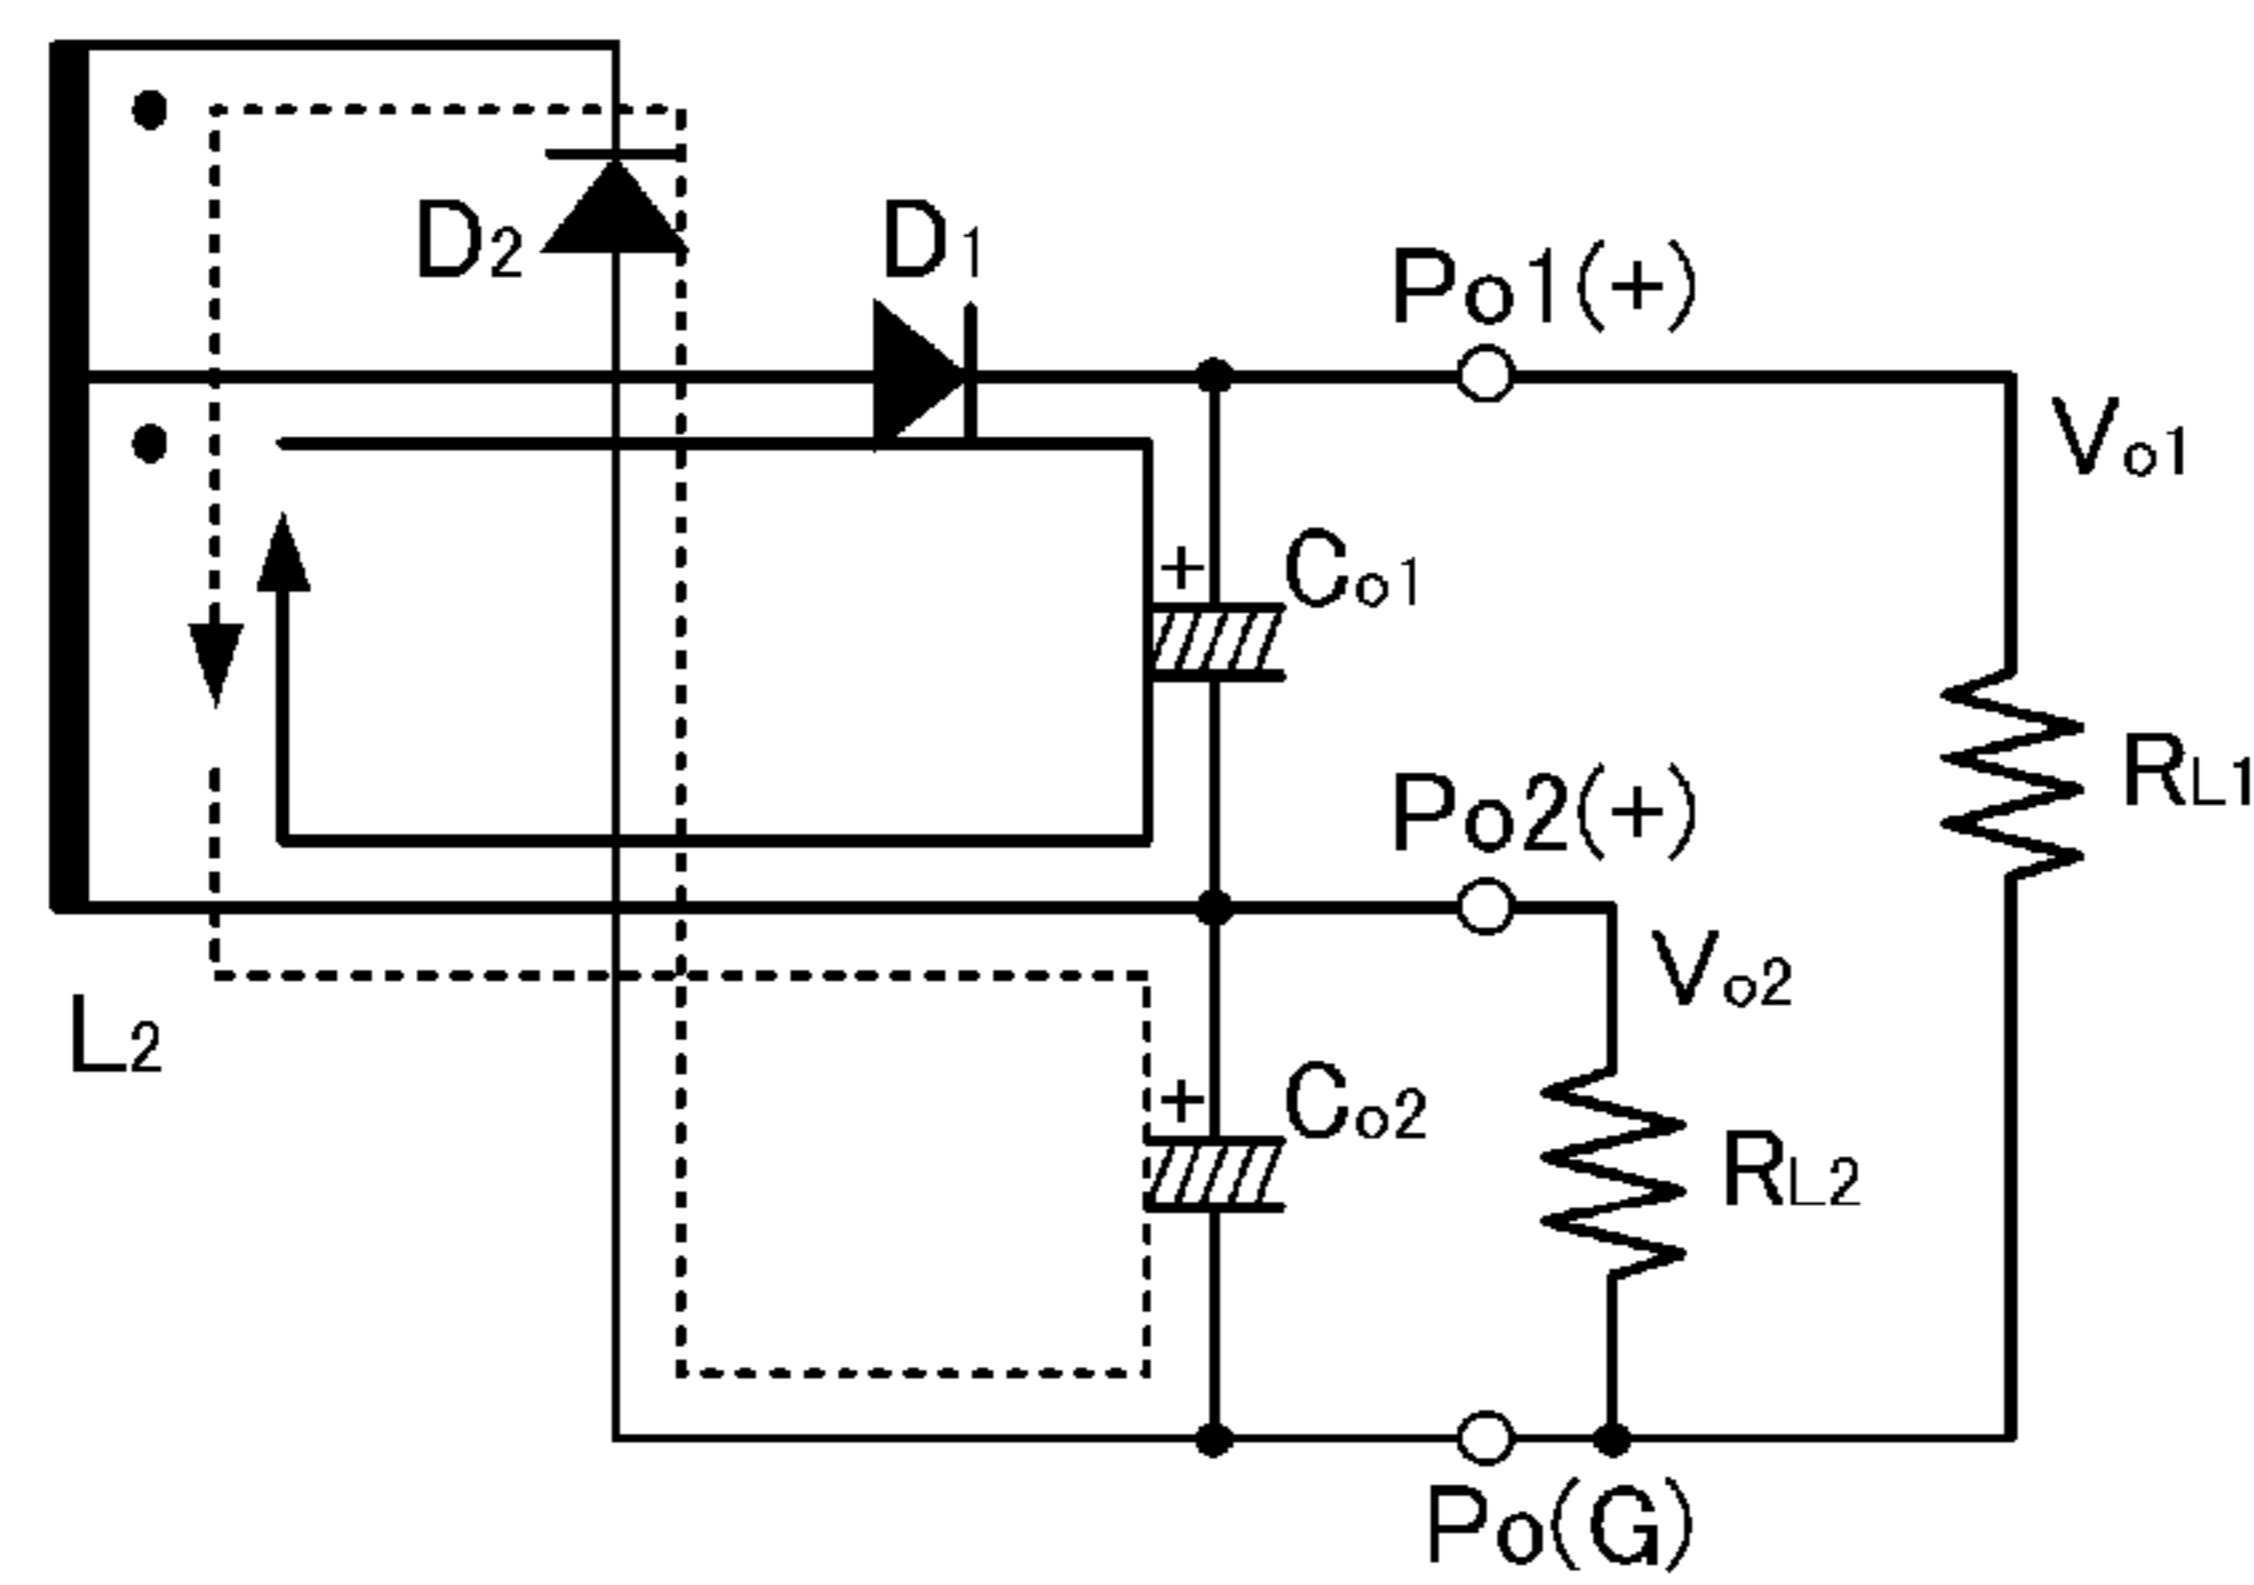 D2
D1
Po1(+)
Vo1
+
Co1
RL1
Po2(+)
Vo2
L2
+
Co2
RL2
Po(G)